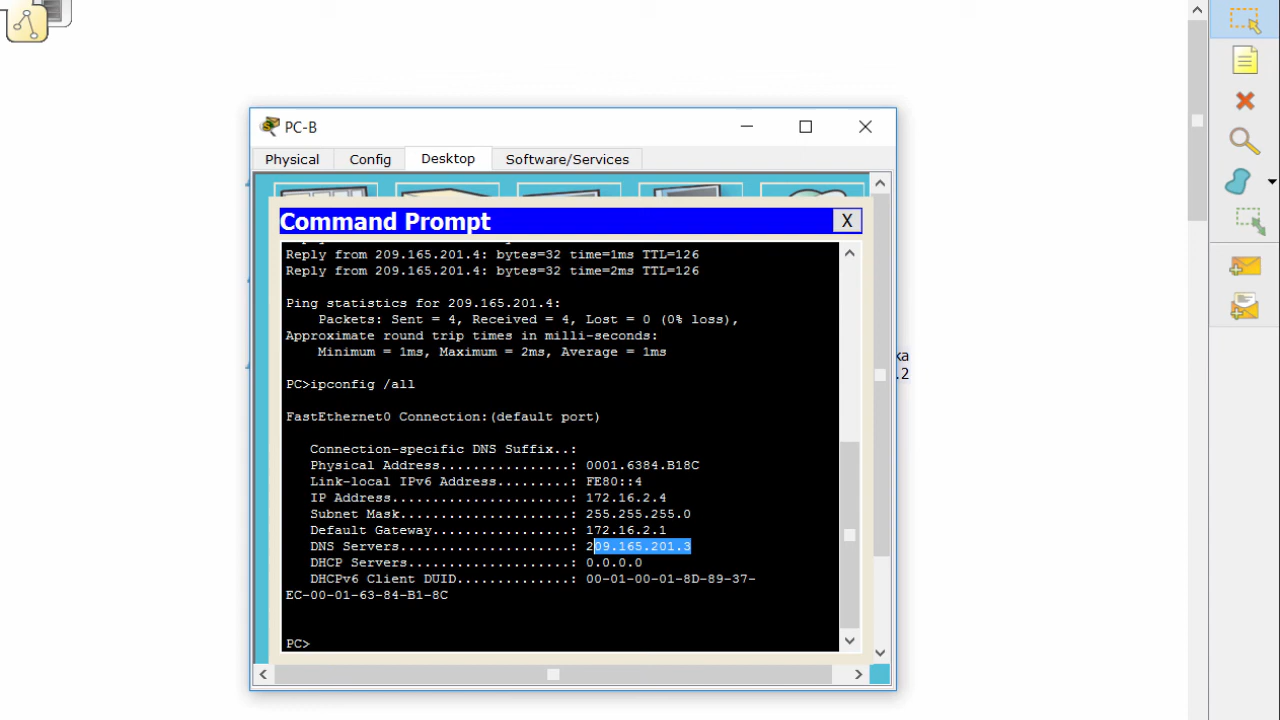 PC-B
Physical
Config
Desktop
Software/Services
Command Prompt
X
Reply from 209.165.201.4: bytes=32 time=1ms TTL=126
Reply from 209.165.201.4: bytes=32 time=2ms TTL=126
Ping statistics for 209.165.201.4:
Packets: Sent = 4, Received = 4, Lost = 0 (0% loss),
Approximate round trip times in milli-seconds:
Minimum = 1ms, Maximum = 2ms, Average = 1ms
PC>ipconfig /all
FastEthernet0 Connection:(default port)
Connection-specific DNS Suffix..:
Physical Address................: 0001.6384.B18C
Link-local IPv6 Address.........: FE80::4
IP Address......................: 172.16.2.4
Subnet Mask.....................: 255.255.255.0
Default Gateway.................: 172.16.2.1
DNS Servers.....................: 209.165.201.3
DHCP Servers....................: 0.0.0.0
DHCPv6 Client DUID..............: 00-01-00-01-8D-89-37-
EC-00-01-63-84-B1-8C
PC>
ka
.2